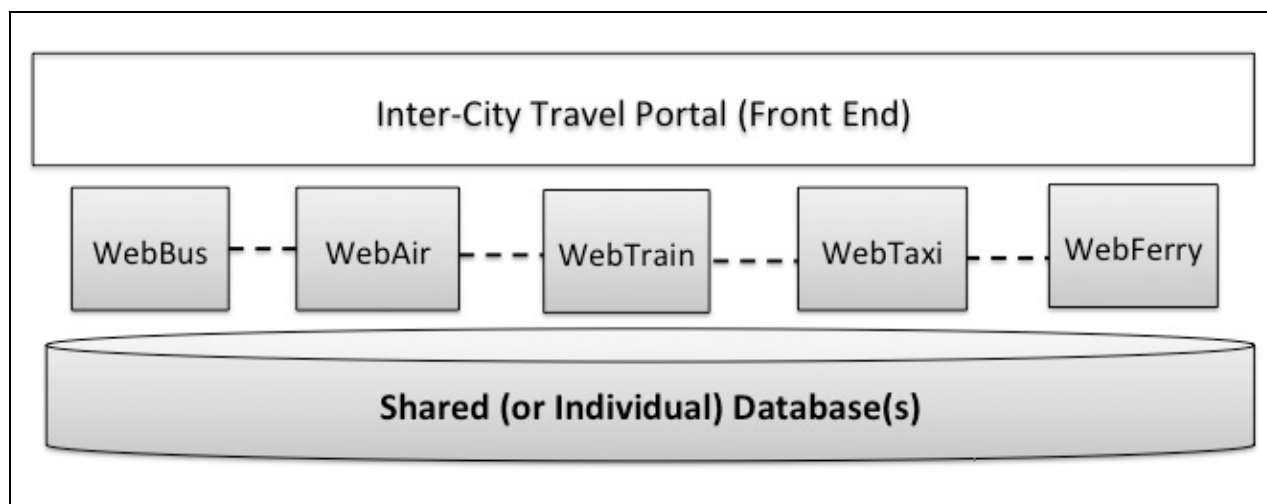 Inter-City Travel Portal (Front End)
WebBus
WebAir
WebTrain
WebTaxi
WebFerry
Shared (or Individual) Database(s)